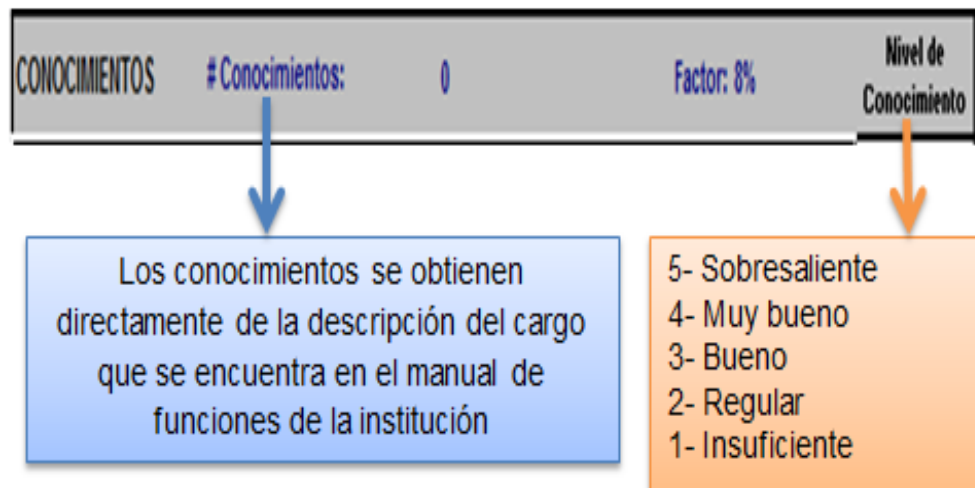 CONOCIMIENTOS # Conocimientos: 0 Factor: 8% Nivel de
Conocimiento
Los conocimientos se obtienen
directamente de la descripción del cargo
que se encuentra en el manual de
funciones de la institución
5- Sobresaliente
4- Muy bueno
3- Bueno
2- Regular
1- Insuficiente